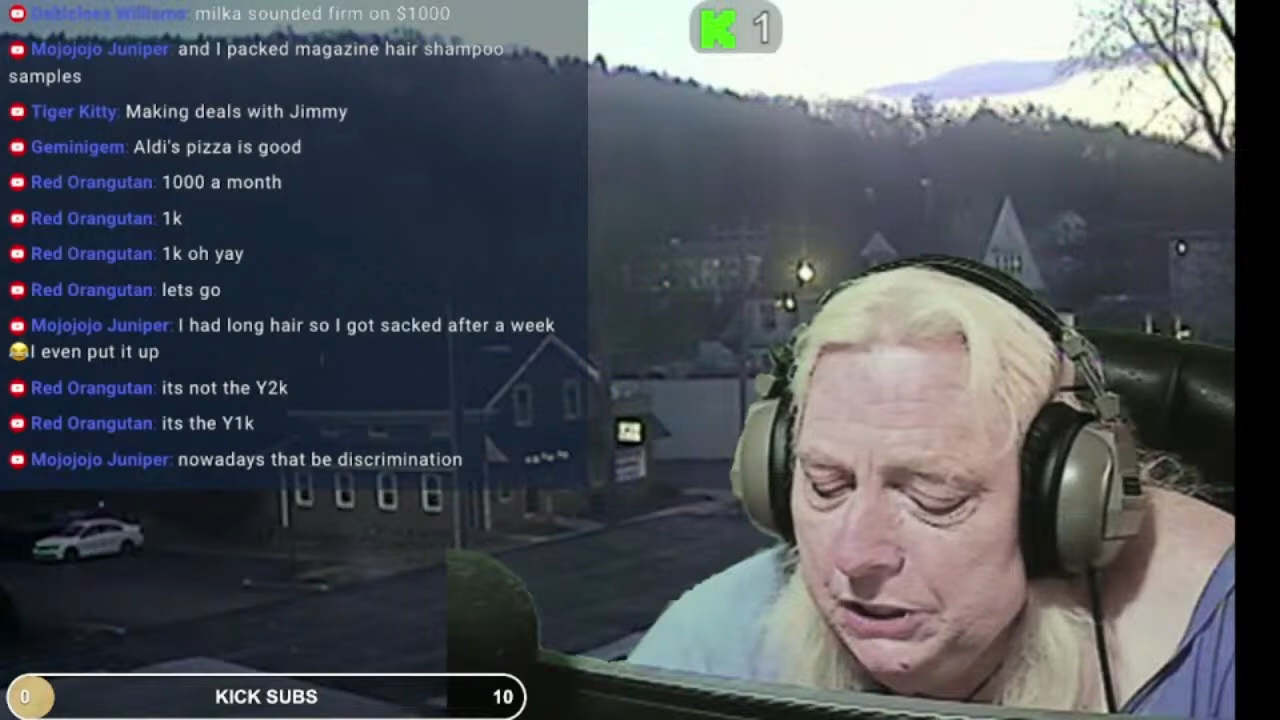 Dabiclees Williams: milka sounded firm on $1000
Mojojojo Juniper and I packed magazine hair shampoo
samples
Tiger Kitty: Making deals with Jimmy
Geminigem: Aldi's pizza is good
Red Orangutan: 1000 a month
Red Orangutan: 1k
Red Orangutan: 1k oh yay
Red Orangutan: lets go
Mojojojo Juniper: I had long hair so I got sacked after a week
😂I even put it up
Red Orangutan: its not the Y2k
Red Orangutan: its the Y1k
Mojojojo Juniper: nowadays that be discrimination
K 1
0 KICK SUBS 10